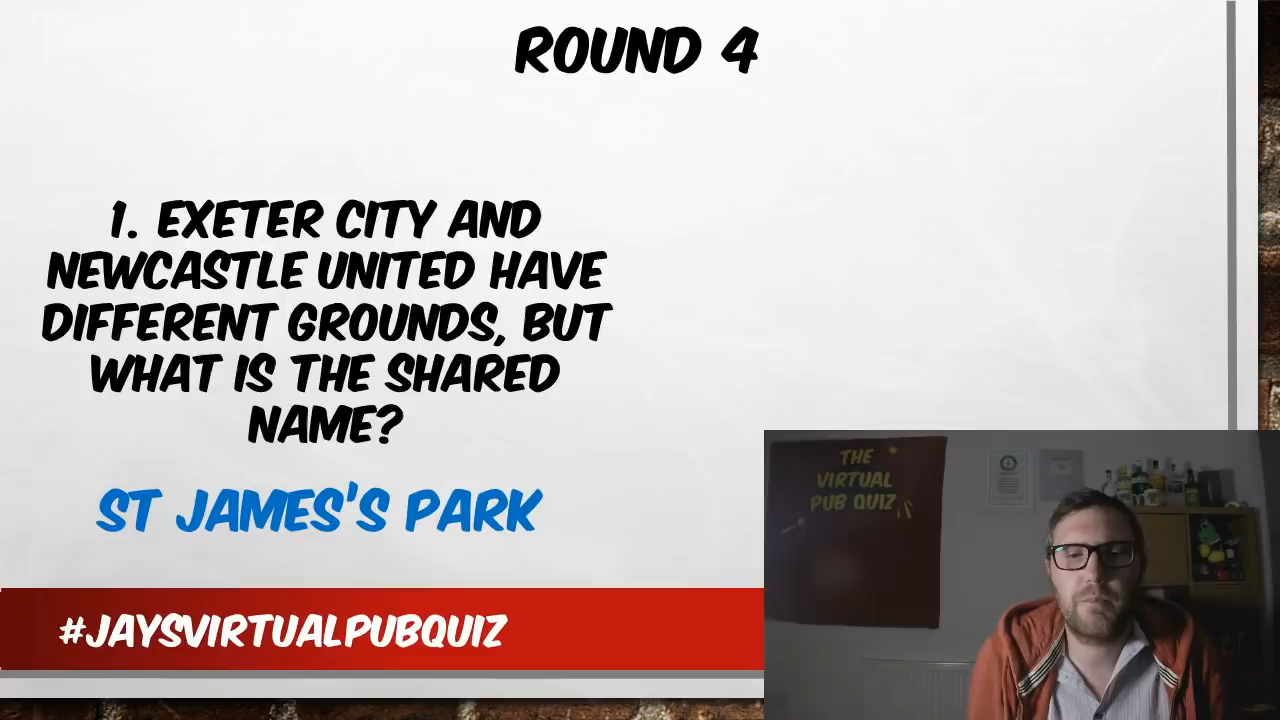 ROUND 4
1. EXETER CITY AND
NEWCASTLE UNITED HAVE
DIFFERENT GROUNDS, BUT
WHAT IS THE SHARED
NAME?
ST JAMES'S PARK
#JAYSVIRTUALPUBQUIZ
THE
VIRTUAL
PUB QUIZ